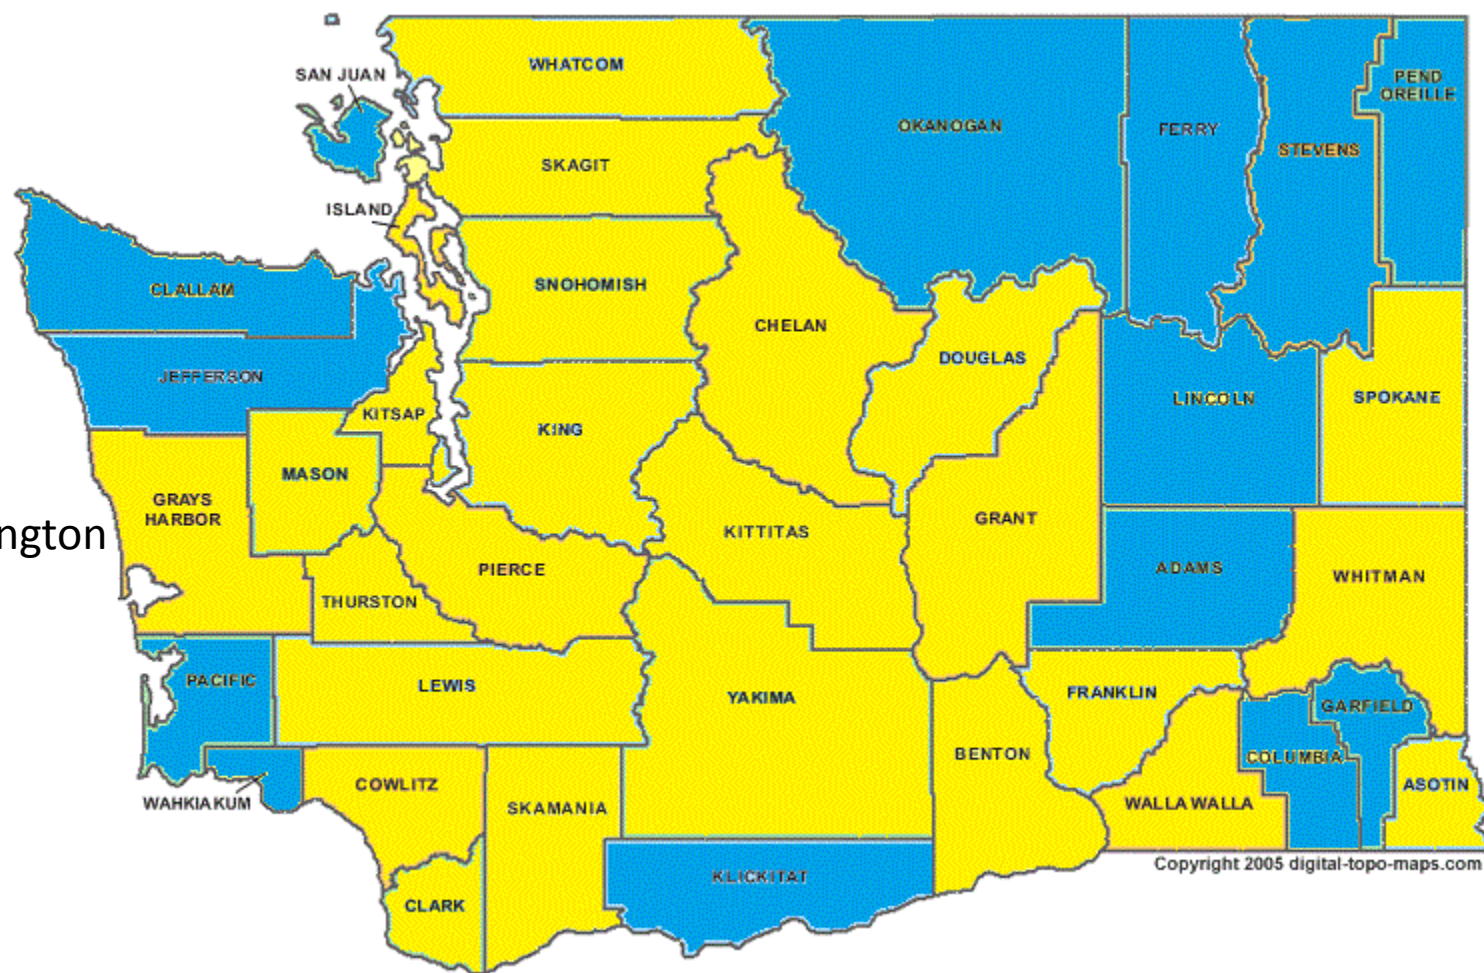 WHATCOM
SAN JUAN
PEND
OREILLE
OKANOGAN
FERRY
STEVENS
SKAGIT
ISLAND
SNOHOMISH
CLALLAM
CHELAN
DOUGLAS
JEFFERSON
KITSAP
KING
LINCOLN
SPOKANE
MASON
GRAYS
HARBOR
GRANT
KITTITAS
ngton
PIERCE
ADAMS
WHITMAN
THURSTON
PACIFIC
LEWIS
YAKIMA
FRANKLIN
GARFIELD
BENTON
COLUMBIA
COWLITZ
ASOTIN
WAHKIAKUM
SKAMANIA
WALLA WALLA
Copyright 2005 digital-topo-maps.com
KLICKITAT
CLARK